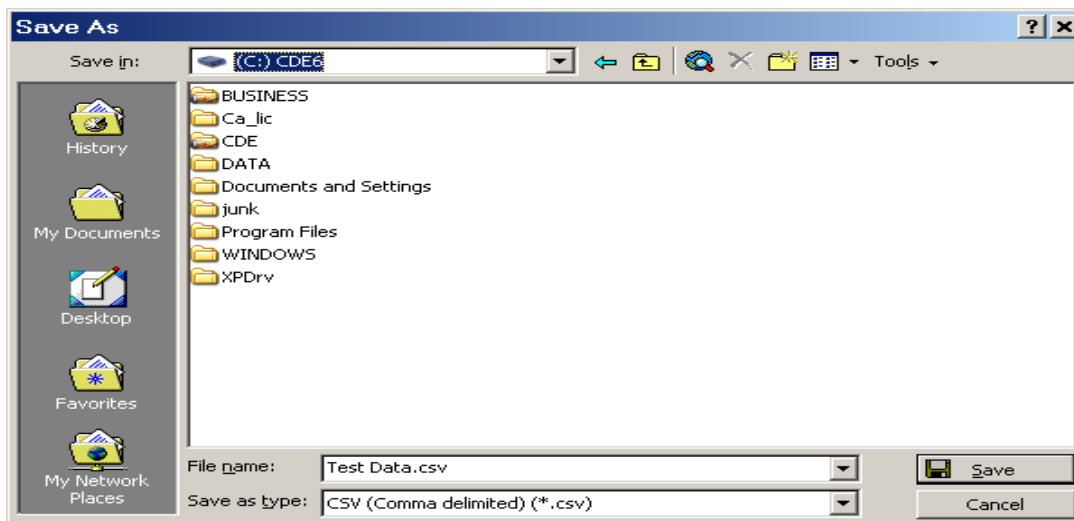 Save As
Save in:
(C:) CDE6
Tools
History
My Documents
Desktop
Favorites
My Network
Places
BUSINESS
Ca_lic
CDE
DATA
Documents and Settings
junk
Program Files
WINDOWS
XPDrv
File name:
Test Data.csv
Save
Save as type:
CSV (Comma delimited) (*.csv)
Cancel